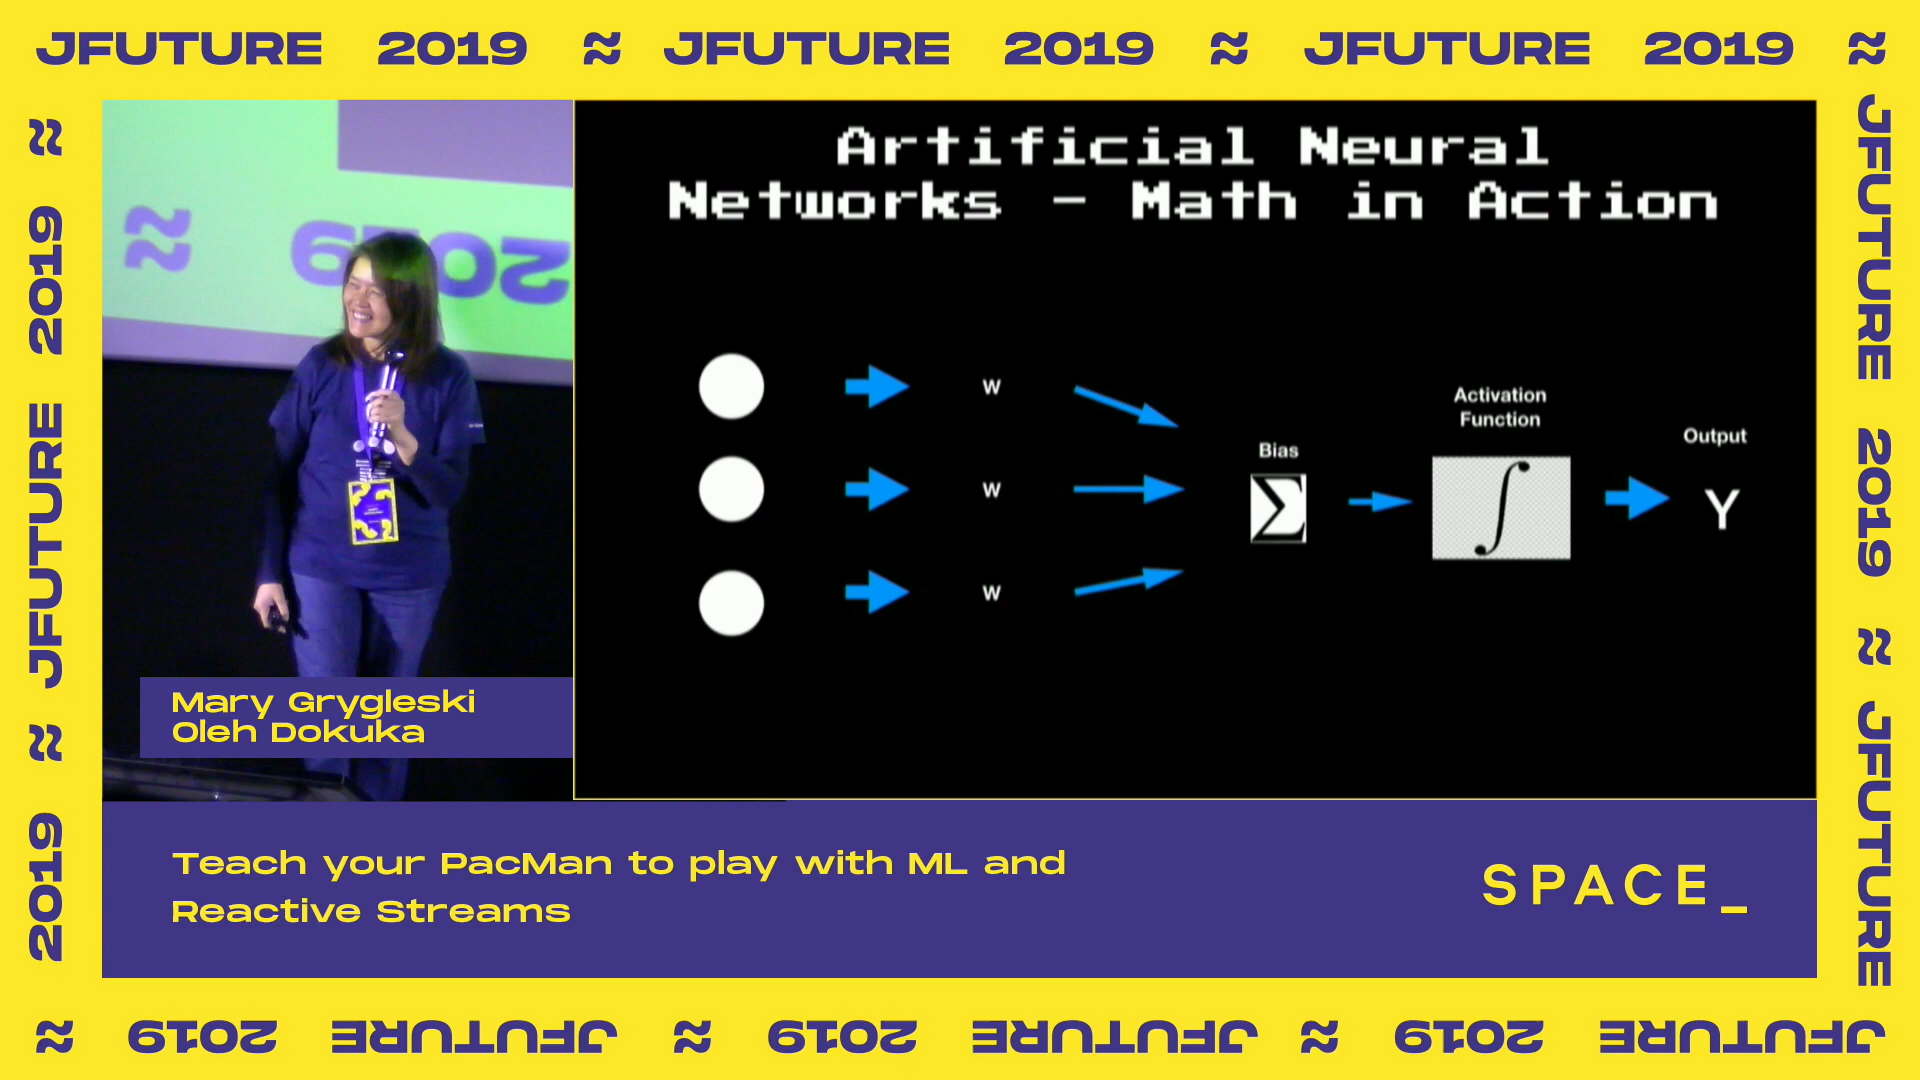 JFUTURE 2019 ≈ JFUTURE 2019 ≈ JFUTURE 2019 ≈
JFUTURE 2019 ≈ JFUTURE
2019 ≈ JFUTURE 2019 ≈
2019
Artificial Neural
Networks - Math in Action
w
w
w
Bias
Σ
Activation
Function
∫
Output
Y
Mary Grygleski
Oleh Dokuka
Teach your PacMan to play with ML and
Reactive Streams
SPACE_
JFUTURE 2019 ≈ JFUTURE 2019 ≈ JFUTURE 2019 ≈